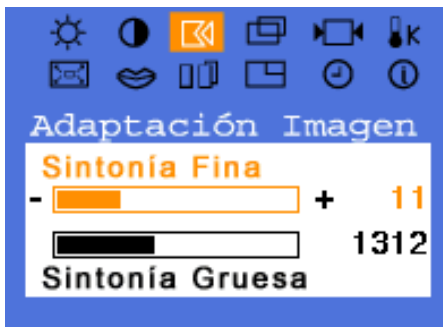 K
Adaptación Imagen
Sintonía Fina
- + 11
1312
Sintonía Gruesa